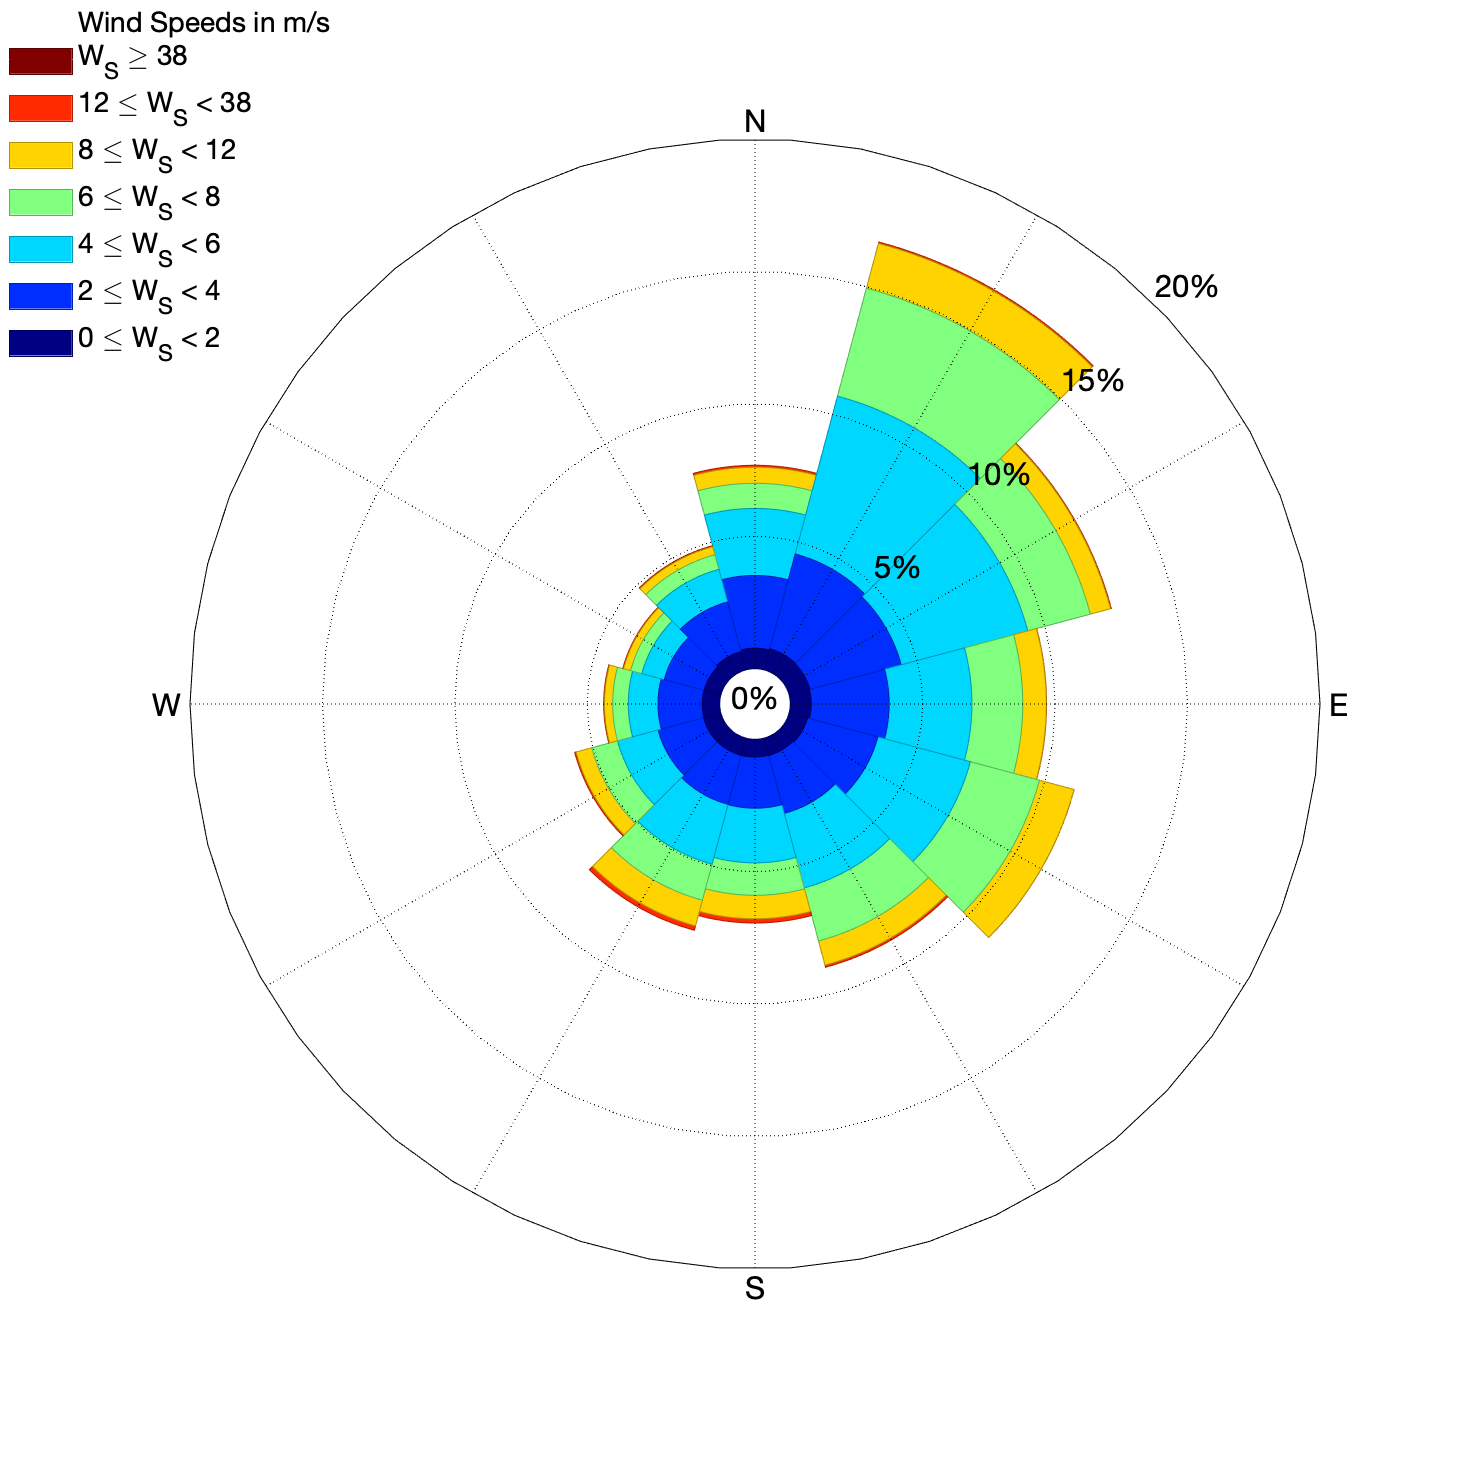 Wind Speeds in m/s
W_S ≥ 38
12 ≤ W_S < 38
8 ≤ W_S < 12
6 ≤ W_S < 8
4 ≤ W_S < 6
2 ≤ W_S < 4
0 ≤ W_S < 2
N
20%
15%
10%
5%
0%
W
E
S